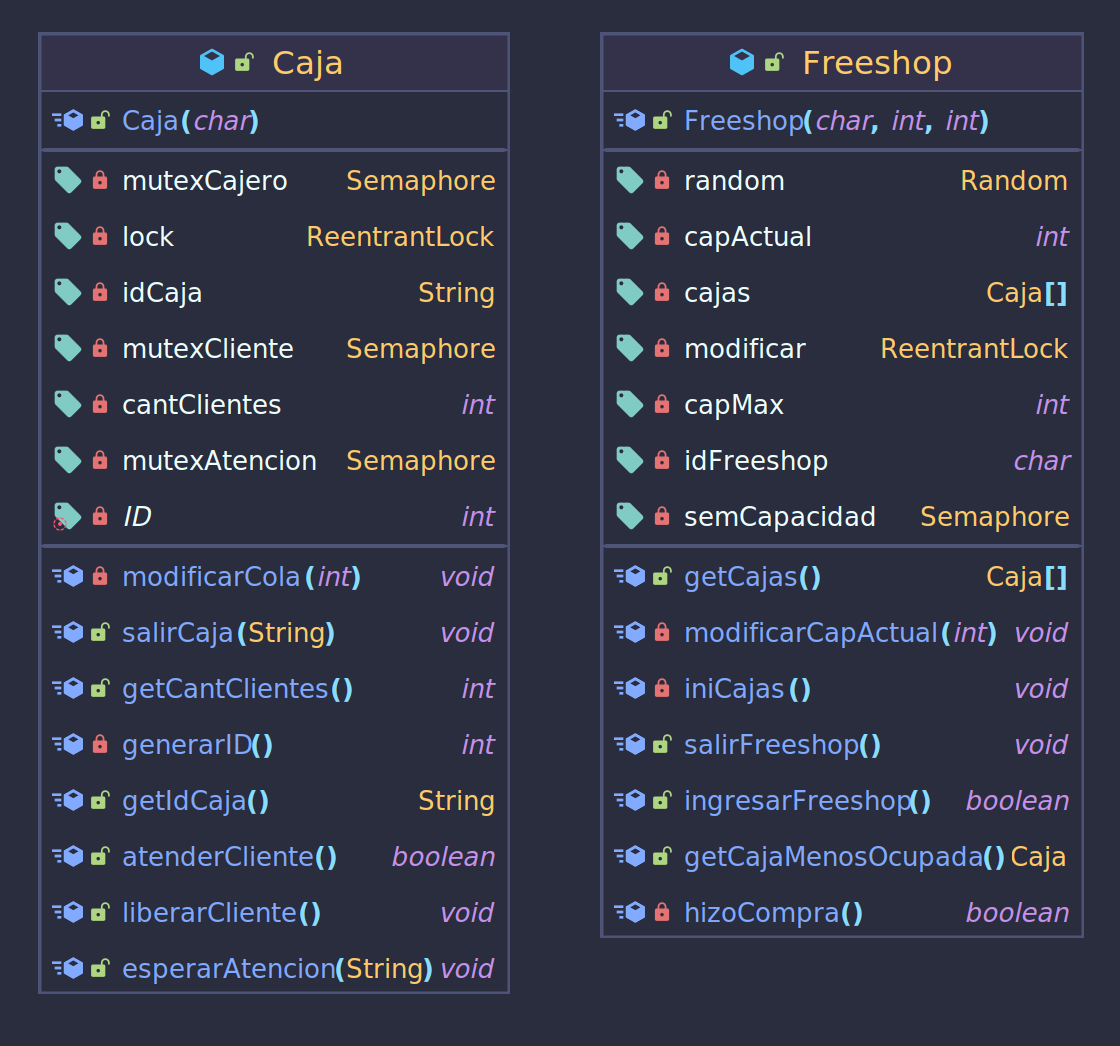 Caja
Caja(char)
mutexCajero Semaphore
lock ReentrantLock
idCaja String
mutexCliente Semaphore
cantClientes int
mutexAtencion Semaphore
ID int
modificarCola(int) void
salirCaja(String) void
getCantClientes() int
generarID() int
getIdCaja() String
atenderCliente() boolean
liberarCliente() void
esperarAtencion(String) void
Freeshop
Freeshop(char, int, int)
random Random
capActual int
cajas Caja[]
modificar ReentrantLock
capMax int
idFreeshop char
semCapacidad Semaphore
getCajas() Caja[]
modificarCapActual(int) void
iniCajas() void
salirFreeshop() void
ingresarFreeshop() boolean
getCajaMenosOcupada() Caja
hizoCompra() boolean